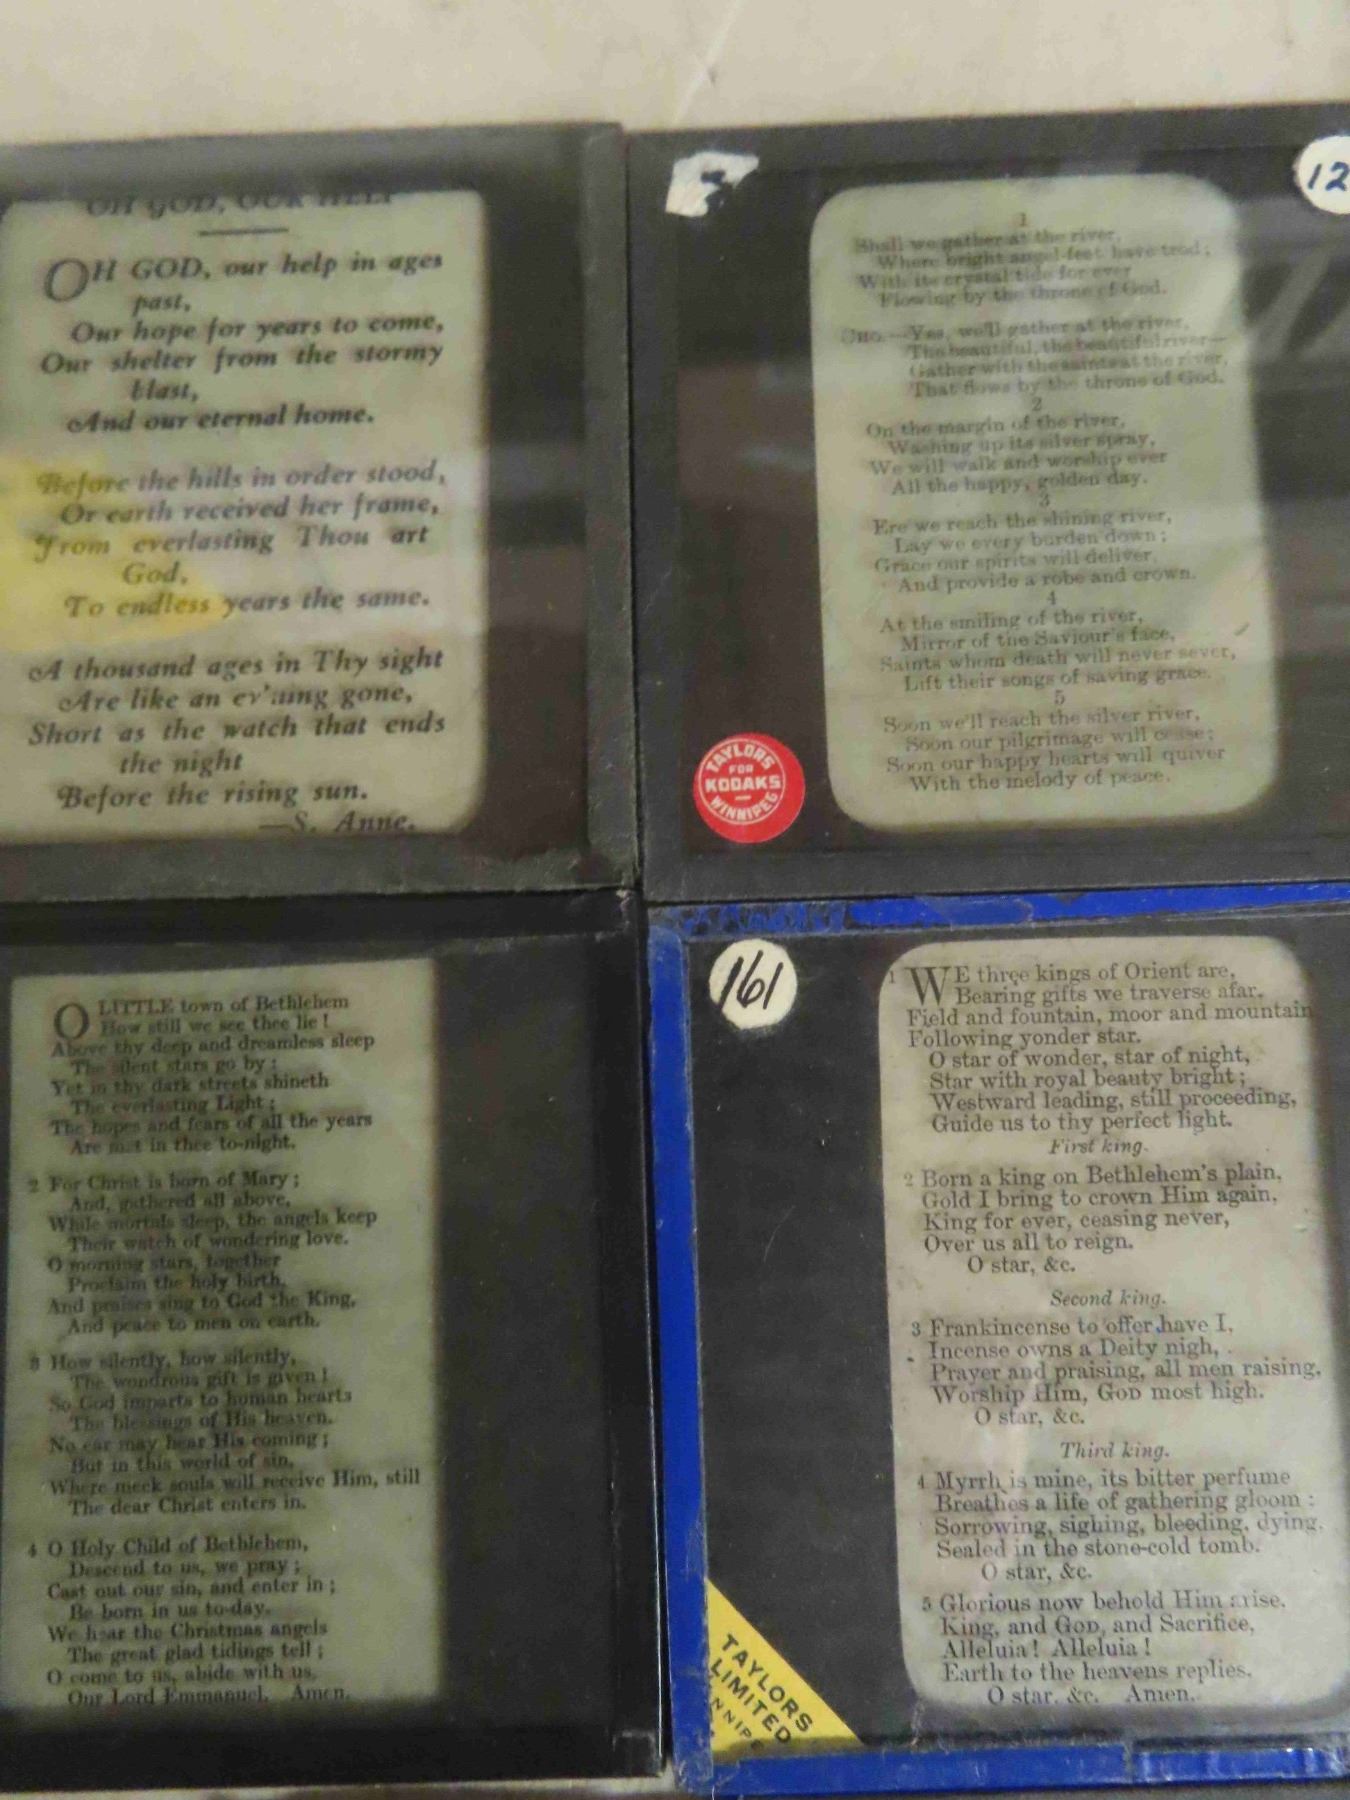 OH GOD, OUR HELP
OH GOD, our help in ages
past,
Our hope for years to come,
Our shelter from the stormy
blast,
And our eternal home.
Before the hills in order stood,
Or earth received her frame,
From everlasting Thou art
God,
To endless years the same.
A thousand ages in Thy sight
Are like an ev'ning gone,
Short as the watch that ends
the night
Before the rising sun.
—S. Anne.
12
1
Shall we gather at the river,
Where bright angel feet have trod;
With its crystal tide for ever
Flowing by the throne of God.
CHO.—Yes, we'll gather at the river,
The beautiful, the beautiful river—
Gather with the saints at the river,
That flows by the throne of God.
2
On the margin of the river,
Washing up its silver spray,
We will walk and worship ever
All the happy, golden day.
3
Ere we reach the shining river,
Lay we every burden down;
Grace our spirits will deliver,
And provide a robe and crown.
4
At the smiling of the river,
Mirror of the Saviour's face,
Saints whom death will never sever,
Lift their songs of saving grace.
5
Soon we'll reach the silver river,
Soon our pilgrimage will cease;
Soon our happy hearts will quiver
With the melody of peace.
TAYLORS
FOR
KODAKS
WINNIPEG
O LITTLE town of Bethlehem
How still we see thee lie!
Above thy deep and dreamless sleep
The silent stars go by;
Yet in thy dark streets shineth
The everlasting Light;
The hopes and fears of all the years
Are met in thee to-night.
2 For Christ is born of Mary;
And, gathered all above,
While mortals sleep, the angels keep
Their watch of wondering love.
O morning stars, together
Proclaim the holy birth,
And praises sing to God the King,
And peace to men on earth.
3 How silently, how silently,
The wondrous gift is given!
So God imparts to human hearts
The blessings of His heaven.
No ear may hear His coming;
But in this world of sin,
Where meek souls will receive Him, still
The dear Christ enters in.
4 O Holy Child of Bethlehem,
Descend to us, we pray;
Cast out our sin, and enter in;
Be born in us to-day.
We hear the Christmas angels
The great glad tidings tell;
O come to us, abide with us,
Our Lord Emmanuel. Amen.
161
1 WE three kings of Orient are,
Bearing gifts we traverse afar,
Field and fountain, moor and mountain
Following yonder star.
O star of wonder, star of night,
Star with royal beauty bright;
Westward leading, still proceeding,
Guide us to thy perfect light.
First king.
2 Born a king on Bethlehem's plain,
Gold I bring to crown Him again,
King for ever, ceasing never,
Over us all to reign.
O star, &c.
Second king.
3 Frankincense to offer have I,
Incense owns a Deity nigh,
Prayer and praising, all men raising,
Worship Him, GOD most high.
O star, &c.
Third king.
4 Myrrh is mine, its bitter perfume
Breathes a life of gathering gloom:
Sorrowing, sighing, bleeding, dying,
Sealed in the stone-cold tomb.
O star, &c.
5 Glorious now behold Him arise,
King, and GOD, and Sacrifice,
Alleluia! Alleluia!
Earth to the heavens replies.
O star, &c. Amen.
TAYLORS
LIMITED
NNIPE